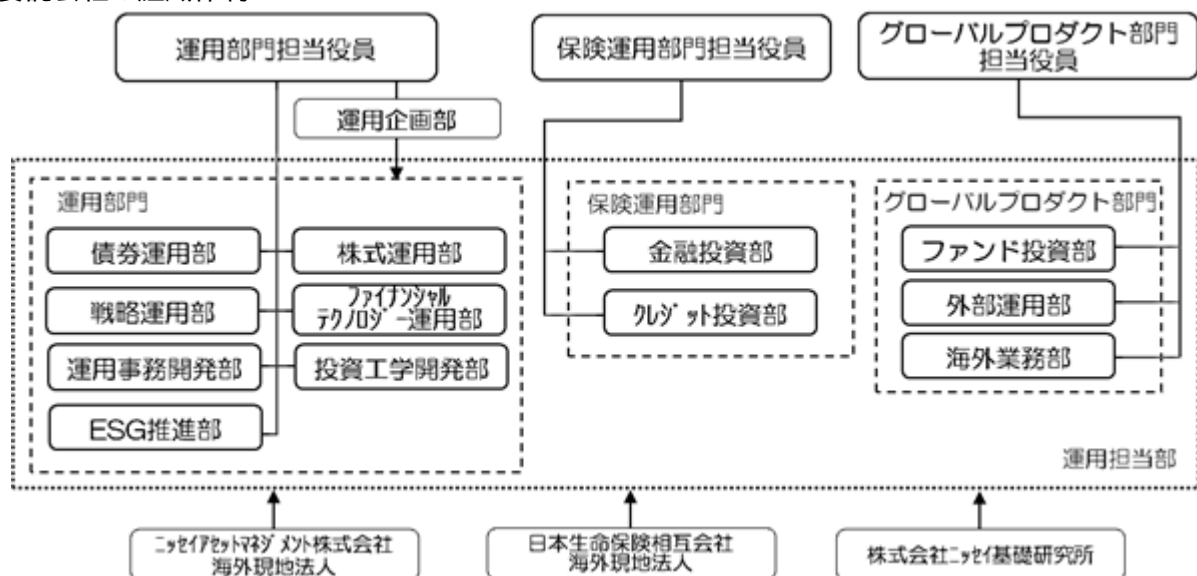 運用部門担当役員
保険運用部門担当役員
グローバルプロダクト部門
担当役員
運用企画部
運用部門
債券運用部
株式運用部
戦略運用部
ファイナンシャル
テクノロジー運用部
運用事務開発部
投資工学開発部
ESG推進部
保険運用部門
金融投資部
クレジット投資部
グローバルプロダクト部門
ファンド投資部
外部運用部
海外業務部
運用担当部
ニッセイアセットマネジメント株式会社
海外現地法人
日本生命保険相互会社
海外現地法人
株式会社ニッセイ基礎研究所